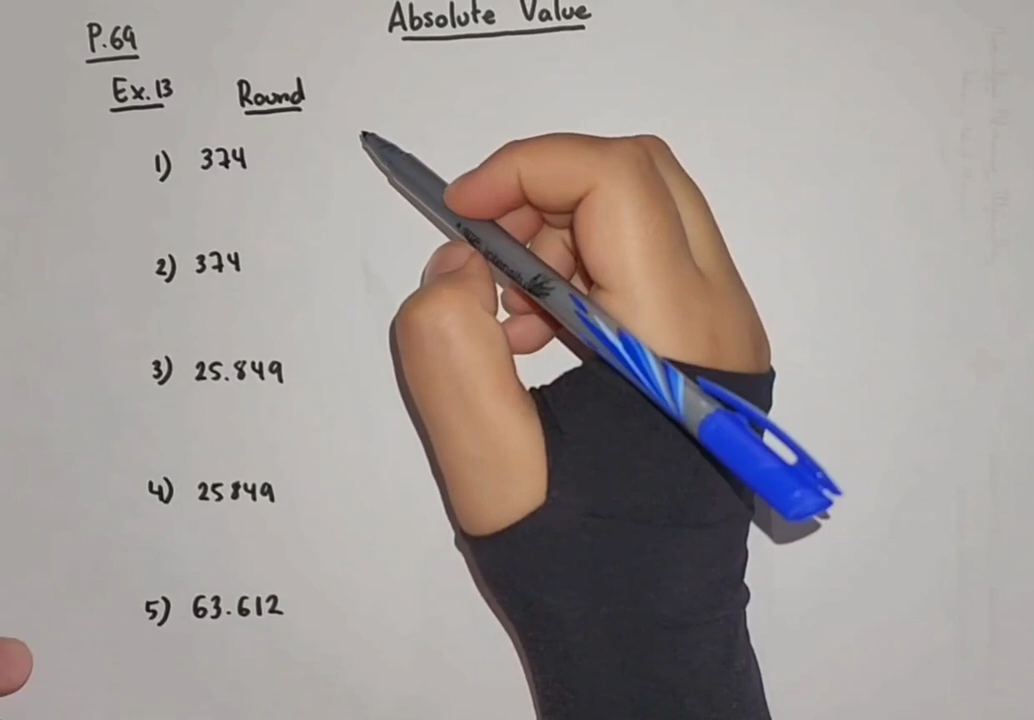 Absolute Value
P.69
Ex.13 Round
1) 374
2) 374
3) 25.849
4) 25849
5) 63.612